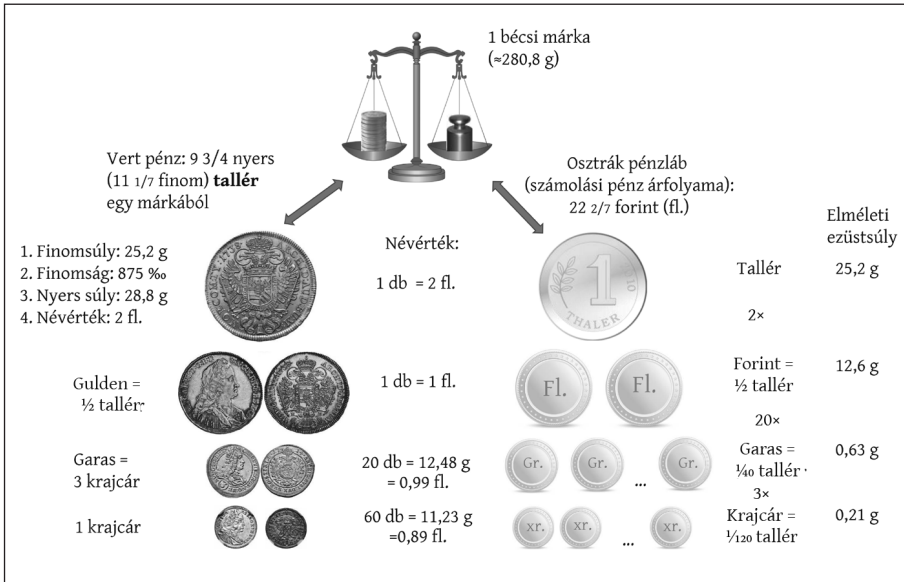 1 bécsi márka
(≈280,8 g)
Vert pénz: 9 3/4 nyers
(11 1/7 finom) tallér
egy márkából
Osztrák pénzláb
(számolási pénz árfolyama):
22 2/7 forint (fl.)
Elméleti
ezüstsúly
1. Finomsúly: 25,2 g
2. Finomság: 875 ‰
3. Nyers súly: 28,8 g
4. Névérték: 2 fl.
Névérték:
1 db = 2 fl.
1
10
THALER
Tallér
25,2 g
2×
Gulden =
½ tallér
1 db = 1 fl.
Fl.
Fl.
Forint =
½ tallér
12,6 g
20×
Garas =
3 krajcár
20 db = 12,48 g
= 0,99 fl.
Gr.
Gr.
...
Gr.
Garas =
1/40 tallér
0,63 g
3×
1 krajcár
60 db = 11,23 g
=0,89 fl.
xr.
xr.
...
xr.
Krajcár =
1/120 tallér
0,21 g